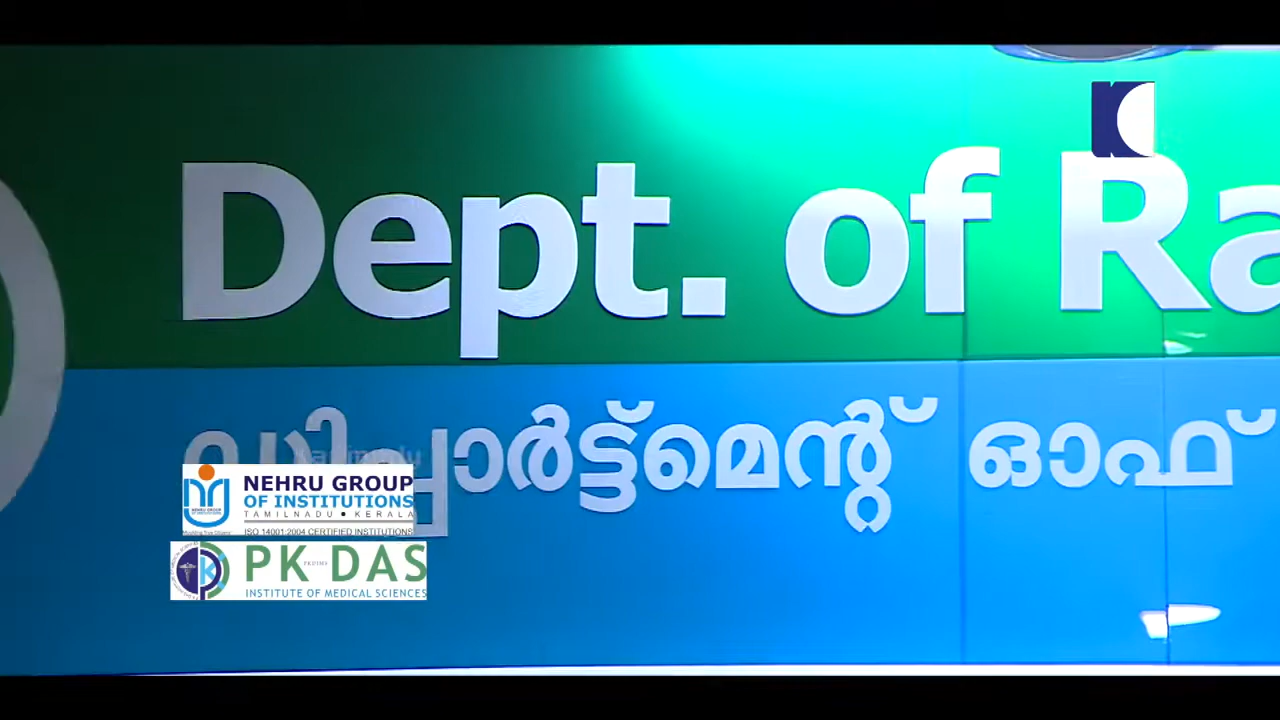 Dept. of Ra
ഡിപ്പാർട്ട്മെന്റ് ഓഫ്
NEHRU GROUP
OF INSTITUTIONS
TAMILNADU • KERALA
ISO 14001:2004 CERTIFIED INSTITUTIONS
PK DAS
INSTITUTE OF MEDICAL SCIENCES